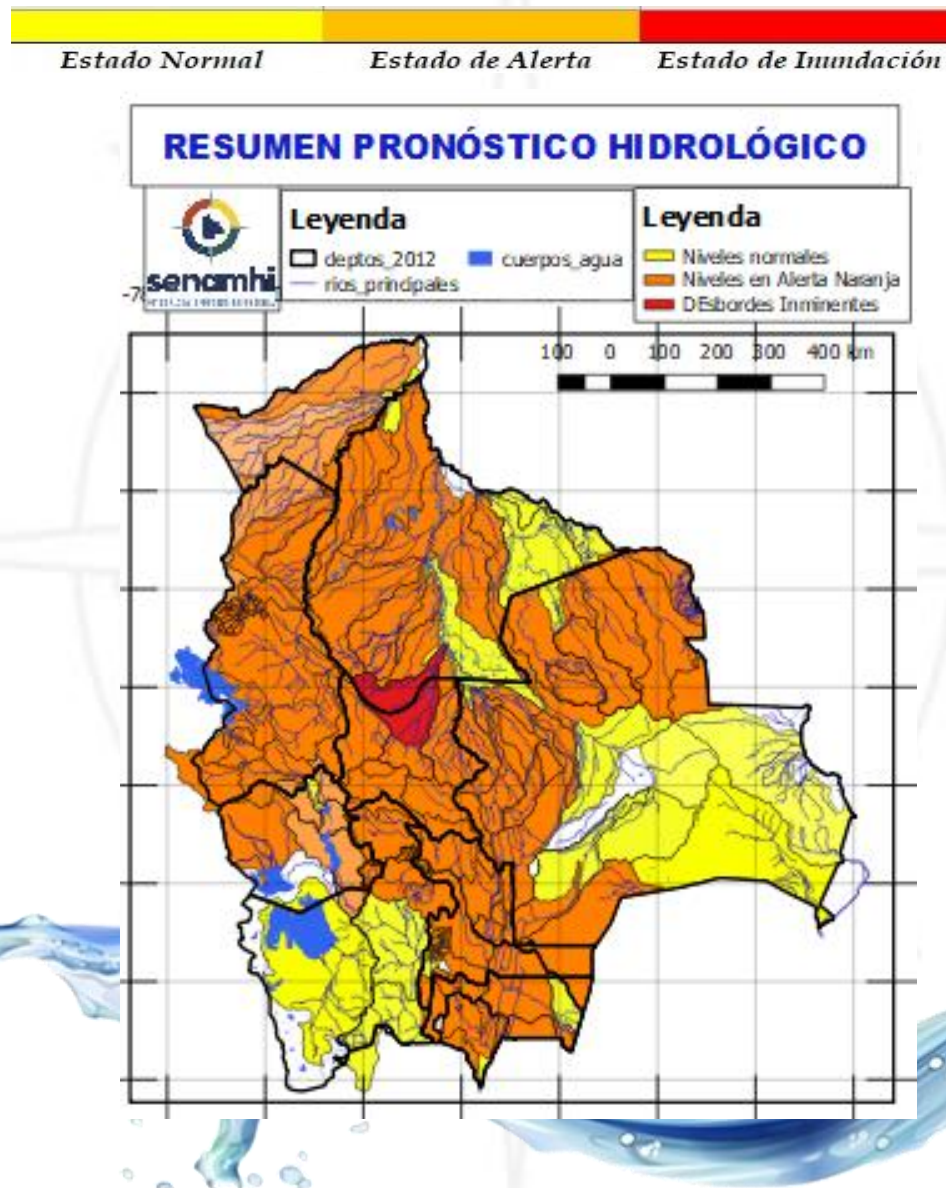 Estado Normal Estado de Alerta Estado de Inundación
RESUMEN PRONÓSTICO HIDROLÓGICO
senamhi
Leyenda
deptos_2012 cuerpos_agua
rios_principales
Leyenda
Niveles normales
Niveles en Alerta Naranja
DEsbordes Inminentes
100 0 100 200 300 400 km